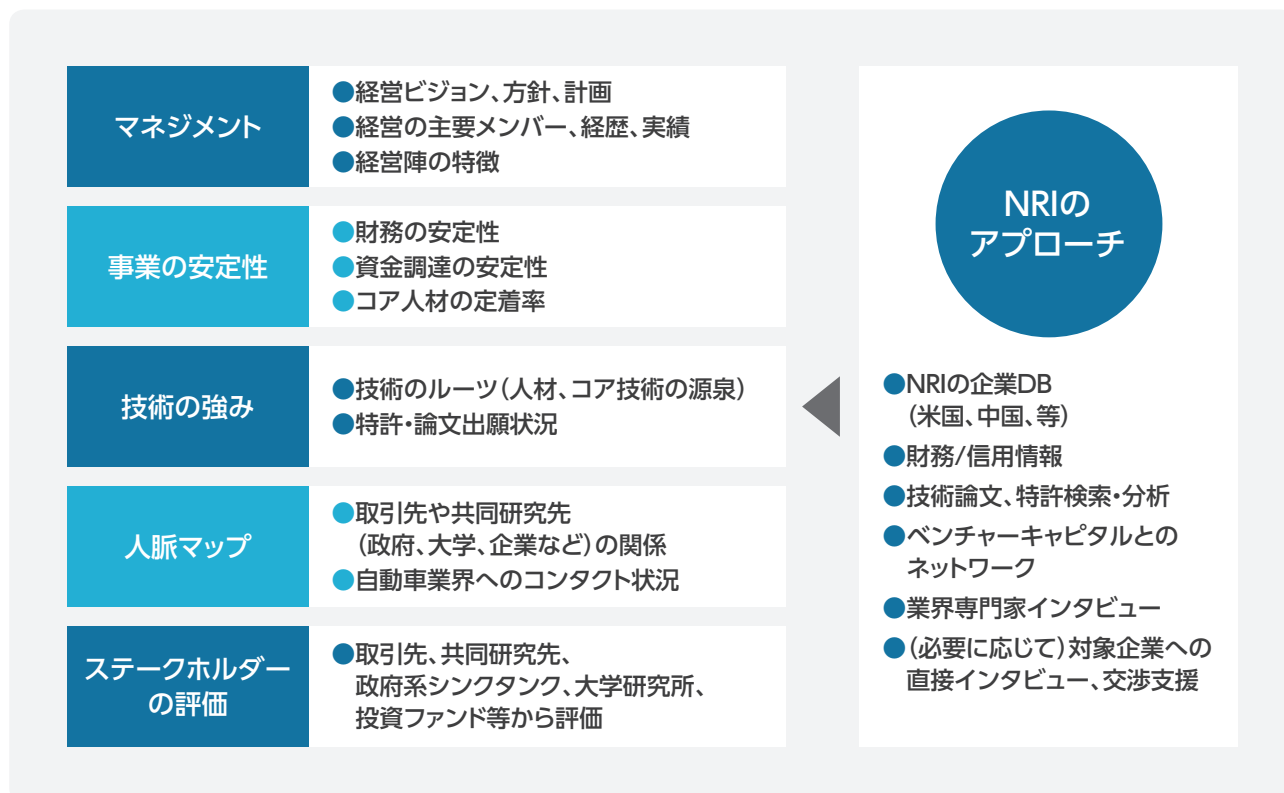 マネジメント
●経営ビジョン、方針、計画
●経営の主要メンバー、経歴、実績
●経営陣の特徴
事業の安定性
●財務の安定性
●資金調達の安定性
●コア人材の定着率
技術の強み
●技術のルーツ(人材、コア技術の源泉)
●特許・論文出願状況
人脈マップ
●取引先や共同研究先
(政府、大学、企業など)の関係
●自動車業界へのコンタクト状況
ステークホルダー
の評価
●取引先、共同研究先、
政府系シンクタンク、大学研究所、
投資ファンド等から評価
NRIの
アプローチ
●NRIの企業DB
(米国、中国、等)
●財務/信用情報
●技術論文、特許検索・分析
●ベンチャーキャピタルとの
ネットワーク
●業界専門家インタビュー
●(必要に応じて)対象企業への
直接インタビュー、交渉支援